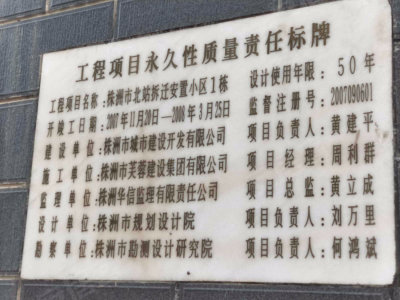 工程项目永久性质量责任标牌
工程项目名称:株洲市北站拆迁安置小区1栋 设计使用年限:50年
开竣工日期:2007年11月20日—2008年3月25日 监督注册号:2007090601
建设单位:株洲市城市建设开发有限公司 项目负责人:黄建平
施工单位:株洲市芙蓉建设集团有限公司 项目经理:周利群
监理单位:株洲华信监理有限责任公司 项目总监:黄立成
设计单位:株洲市规划设计院 项目负责人:刘万里
勘察单位:株洲市勘测设计研究院 项目负责人:何鸿斌